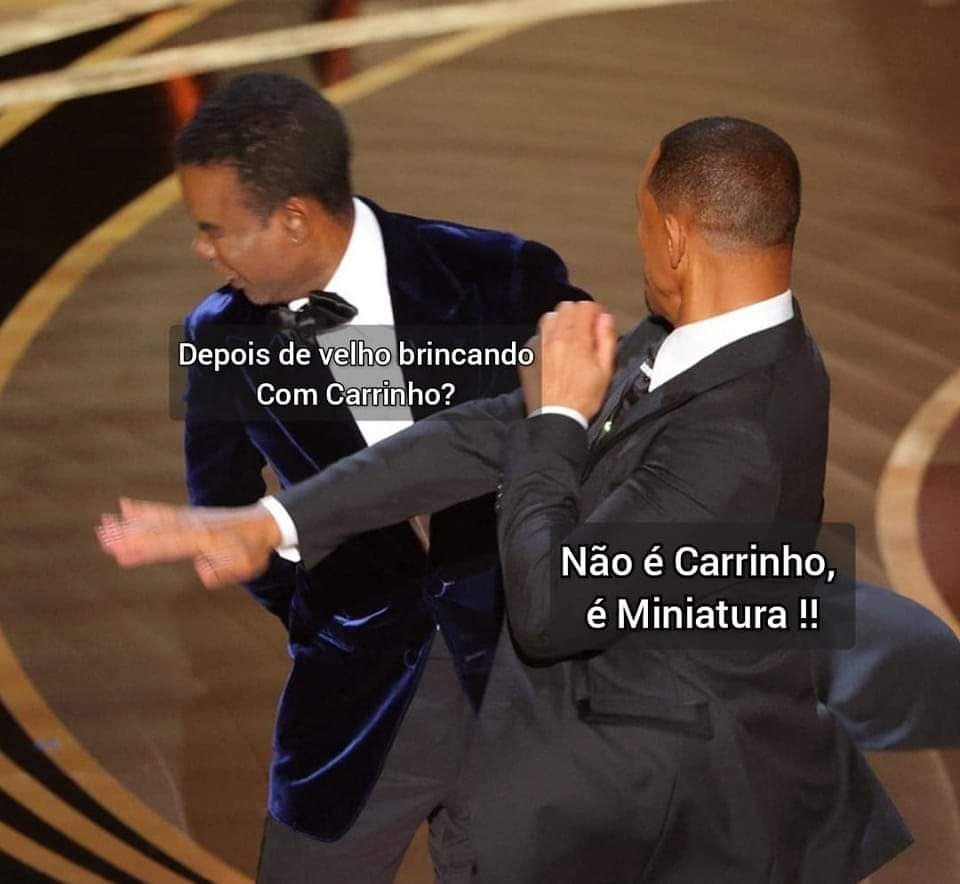 Depois de velho brincando
Com Carrinho?
Não é Carrinho,
é Miniatura !!